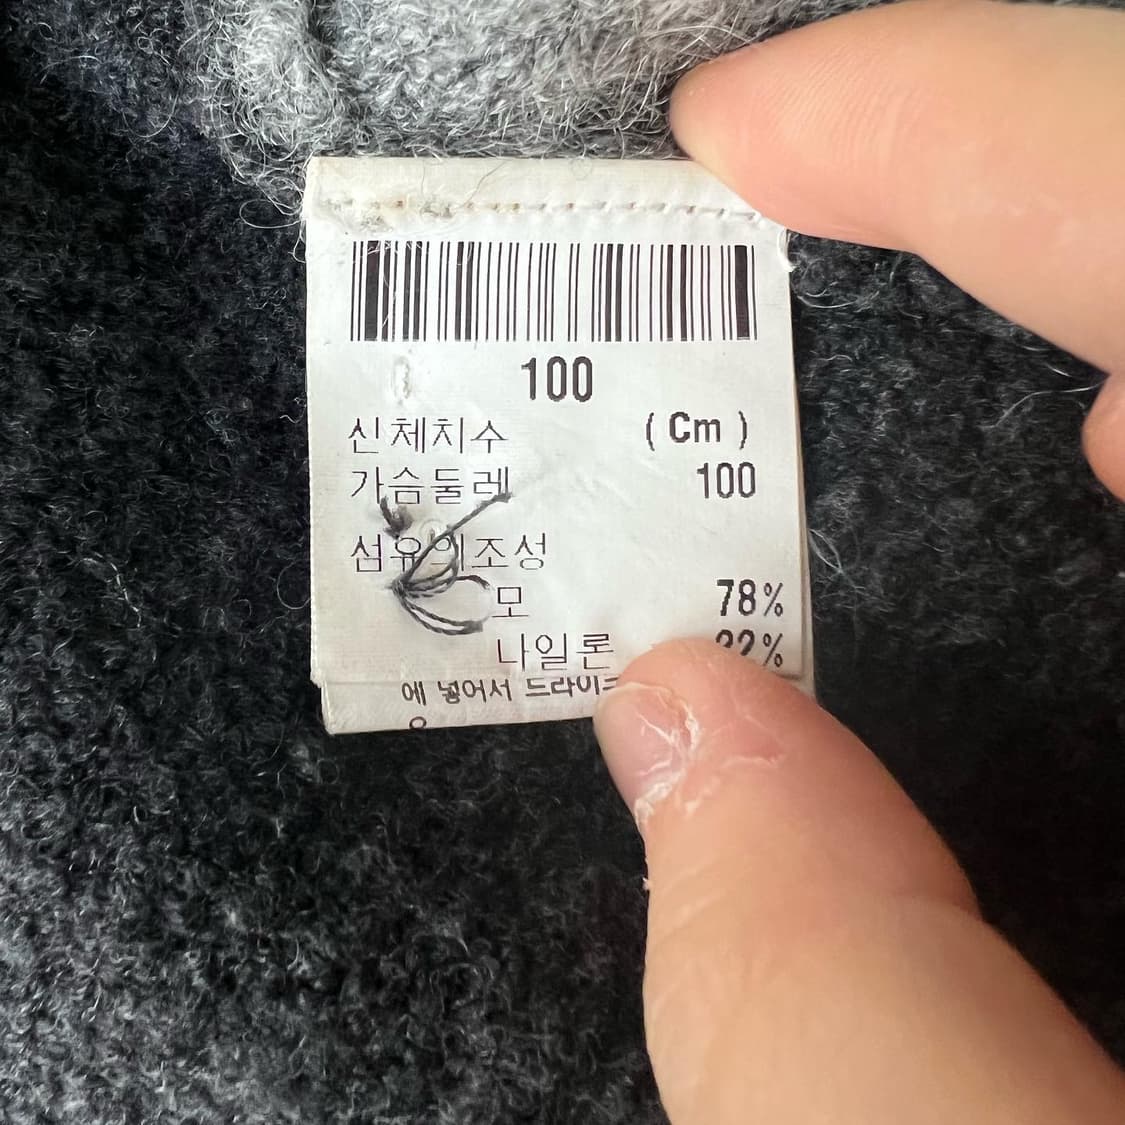 100
신체치수 ( Cm )
가슴둘레 100
섬유의조성
모 78%
나일론 22%
에 넣어서 드라이